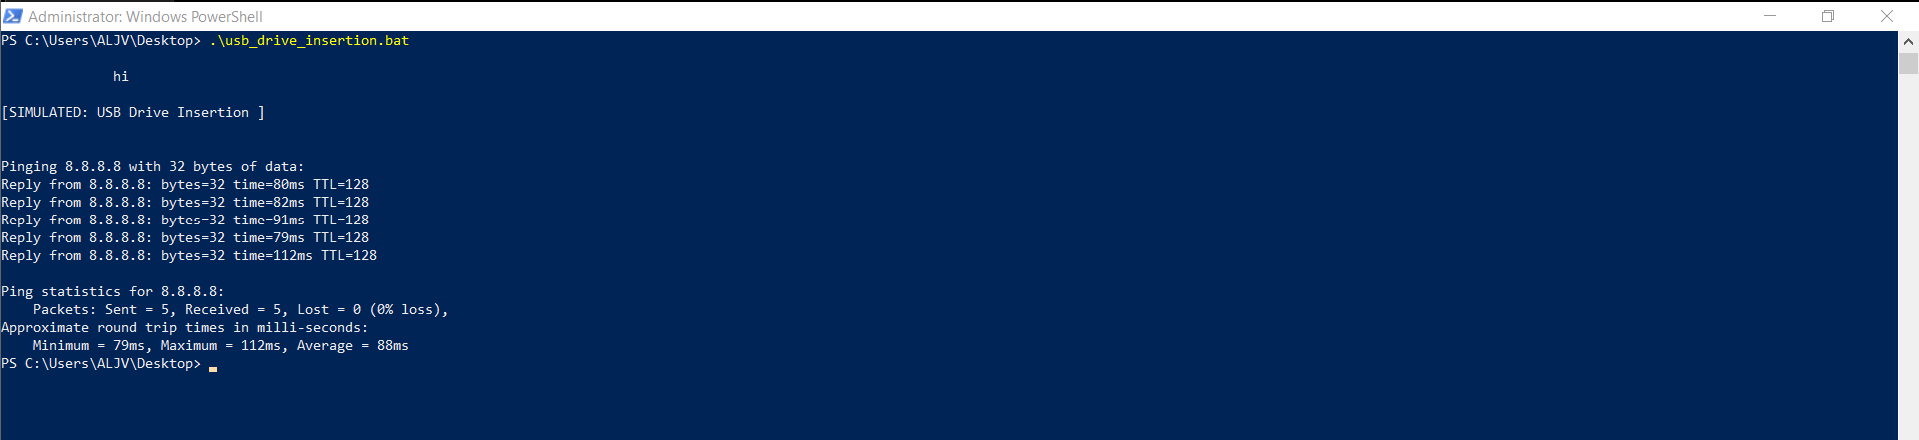 Administrator: Windows PowerShell
PS C:\Users\ALJV\Desktop> .\usb_drive_insertion.bat
hi
[SIMULATED: USB Drive Insertion ]
Pinging 8.8.8.8 with 32 bytes of data:
Reply from 8.8.8.8: bytes=32 time=80ms TTL=128
Reply from 8.8.8.8: bytes=32 time=82ms TTL=128
Reply from 8.8.8.8: bytes=32 time=91ms TTL=128
Reply from 8.8.8.8: bytes=32 time=79ms TTL=128
Reply from 8.8.8.8: bytes=32 time=112ms TTL=128
Ping statistics for 8.8.8.8:
    Packets: Sent = 5, Received = 5, Lost = 0 (0% loss),
Approximate round trip times in milli-seconds:
    Minimum = 79ms, Maximum = 112ms, Average = 88ms
PS C:\Users\ALJV\Desktop>